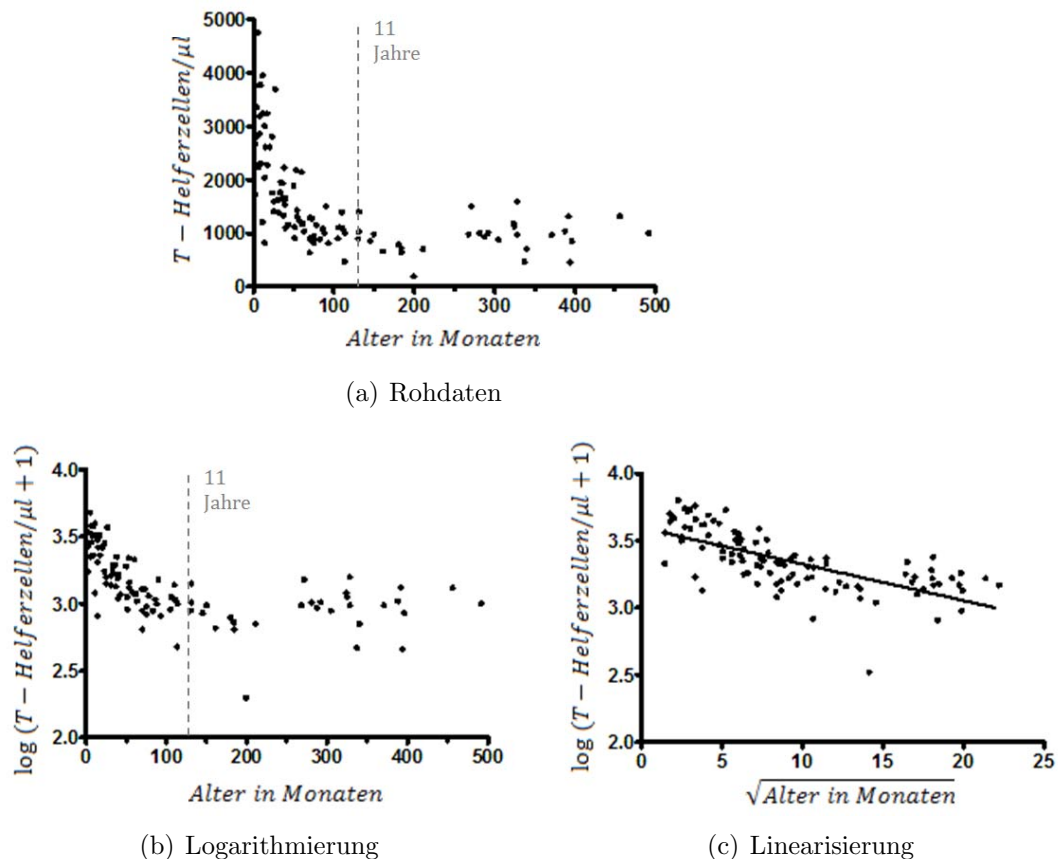 5000
4000
3000
2000
1000
0
T − Helferzellen/μl
11
Jahre
0 100 200 300 400 500
Alter in Monaten
(a) Rohdaten
4.0
3.5
3.0
2.5
2.0
log (T − Helferzellen/μl + 1)
11
Jahre
0 100 200 300 400 500
Alter in Monaten
(b) Logarithmierung
4.0
3.5
3.0
2.5
2.0
log (T − Helferzellen/μl + 1)
0 5 10 15 20 25
√Alter in Monaten
(c) Linearisierung